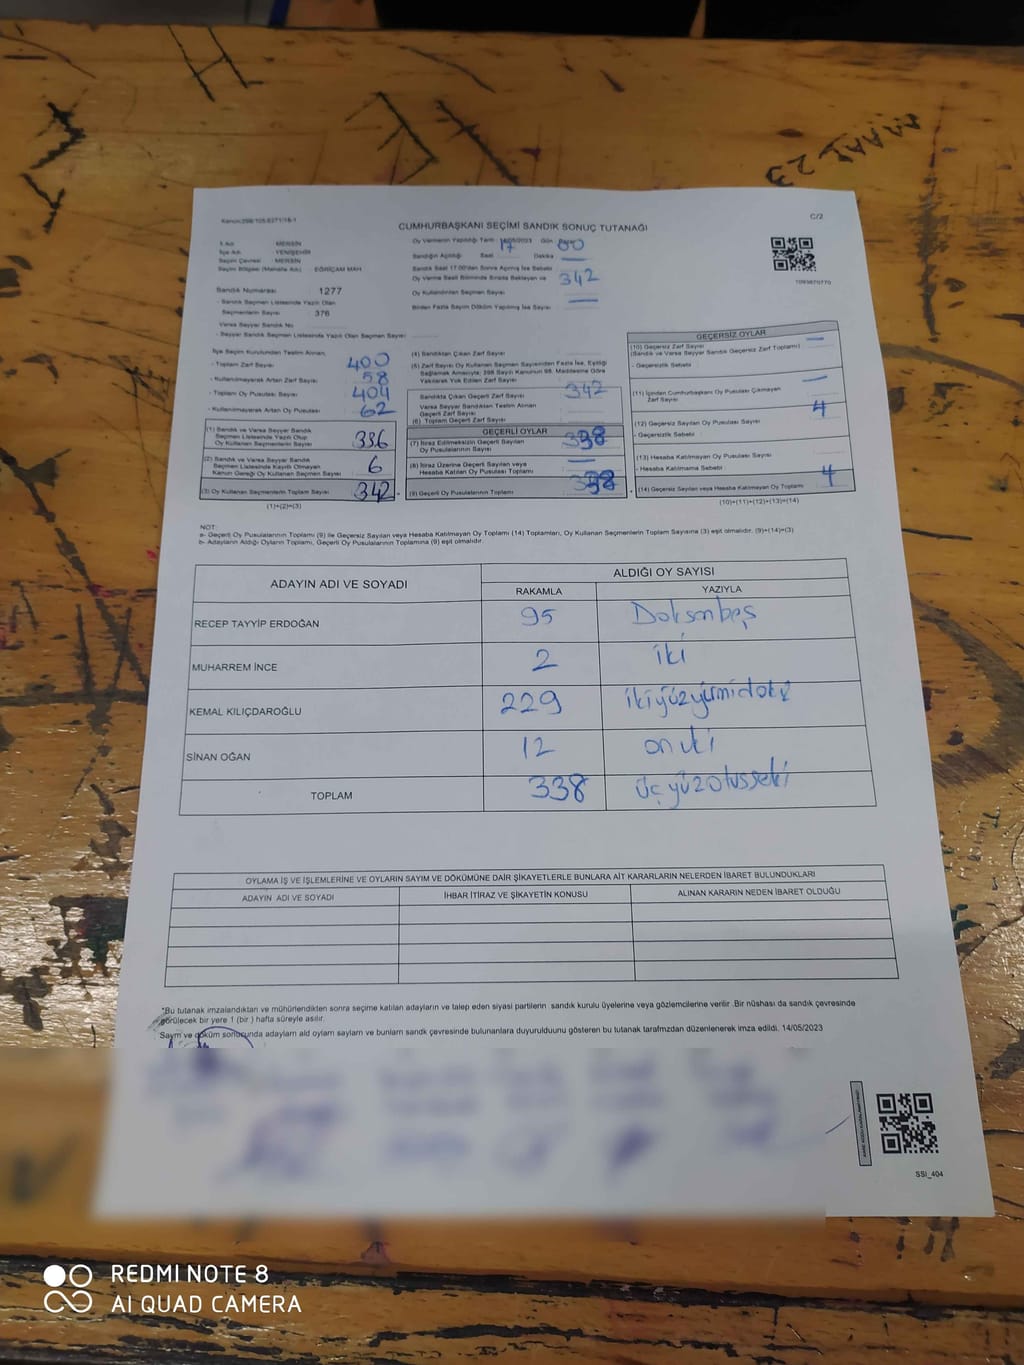 Kanun:298/105,6271/18-1
C/2
CUMHURBAŞKANI SEÇİMİ SANDIK SONUÇ TUTANAĞI
İl Adı : MERSİN
İlçe Adı : YENİŞEHİR
Seçim Çevresi : MERSİN
Seçim Bölgesi (Mahalle Adı) : EĞRİÇAM MAH.
Sandık Numarası : 1277
- Sandık Seçmen Listesinde Yazılı Olan
Seçmenlerin Sayısı : 376
Varsa Seyyar Sandık No
- Seyyar Sandık Seçmen Listesinde Yazılı Olan Seçmen Sayısı :
Oy Vermenin Yapıldığı Tarih 14/05/2023 Gün Pazar
Sandığın Açıldığı Saat 17 Dakika 00
Sandık Saat 17.00'dan Sonra Açılmış İse Sebebi
Oy Verme Saati Bitiminde Sırada Bekleyen ve
Oy Kullandırılan Seçmen Sayısı 342
Birden Fazla Sayım Döküm Yapılmış İse Sayısı
İlçe Seçim Kurulundan Teslim Alınan;
- Toplam Zarf Sayısı 400
- Kullanılmayarak Artan Zarf Sayısı 58
- Toplam Oy Pusulası Sayısı 404
- Kullanılmayarak Artan Oy Pusulası 62
(1) Sandık ve Varsa Seyyar Sandık
Seçmen Listesinde Yazılı Olup
Oy Kullanan Seçmenlerin Sayısı 336
(2) Sandık ve Varsa Seyyar Sandık
Seçmen Listesinde Kayıtlı Olmayan
Kanun Gereği Oy Kullanan Seçmen Sayısı 6
(3) Oy Kullanan Seçmenlerin Toplam Sayısı 342
(1)+(2)=(3)
(4) Sandıktan Çıkan Zarf Sayısı
(5) Zarf Sayısı Oy Kullanan Seçmen Sayısından Fazla İse, Eşitliği
Sağlamak Amacıyla; 298 Sayılı Kanunun 98. Maddesine Göre
Yakılarak Yok Edilen Zarf Sayısı
Sandıkta Çıkan Geçerli Zarf Sayısı 342
Varsa Seyyar Sandıktan Teslim Alınan
Geçerli Zarf Sayısı
(6) Toplam Geçerli Zarf Sayısı
GEÇERLİ OYLAR
(7) İtiraz Edilmeksizin Geçerli Sayılan
Oy Pusulalarının Sayısı 338
(8) İtiraz Üzerine Geçerli Sayılan veya
Hesaba Katılan Oy Pusulası Toplamı
(9) Geçerli Oy Pusulalarının Toplamı 338
1093870770
GEÇERSİZ OYLAR
(10) Geçersiz Zarf Sayısı
(Sandık ve Varsa Seyyar Sandık Geçersiz Zarf Toplamı)
- Geçersizlik Sebebi :
(11) İçinden Cumhurbaşkanı Oy Pusulası Çıkmayan
Zarf Sayısı
(12) Geçersiz Oy Pusulası Sayısı 4
- Geçersizlik Sebebi :
(13) Hesaba Katılmayan Oy Pusulası Sayısı
- Hesaba Katılmama Sebebi :
(14) Geçersiz Sayılan veya Hesaba Katılmayan Oy Toplamı 4
(10)+(11)+(12)+(13)=(14)
NOT:
a- Geçerli Oy Pusulalarının Toplamı (9) ile Geçersiz Sayılan veya Hesaba Katılmayan Oy Toplamı (14) Toplamları, Oy Kullanan Seçmenlerin Toplam Sayısına (3) eşit olmalıdır. (9)+(14)=(3)
b- Adayların Aldığı Oyların Toplamı, Geçerli Oy Pusulalarının Toplamına (9) eşit olmalıdır.
ADAYIN ADI VE SOYADI
ALDIĞI OY SAYISI
RAKAMLA YAZIYLA
RECEP TAYYİP ERDOĞAN 95 Doksanbeş
MUHARREM İNCE 2 iki
KEMAL KILIÇDAROĞLU 229 ikiyüzyirmidokuz
SİNAN OĞAN 12 oniki
TOPLAM 338 üçyüzotuzsekiz
OYLAMA İŞ VE İŞLEMLERİNE VE OYLARIN SAYIM VE DÖKÜMÜNE DAİR ŞİKAYETLERLE BUNLARA AİT KARARLARIN NELERDEN İBARET BULUNDUKLARI
ADAYIN ADI VE SOYADI İHBAR İTİRAZ VE ŞİKAYETİN KONUSU ALINAN KARARIN NEDEN İBARET OLDUĞU
*Bu tutanak imzalandıktan ve mühürlendikten sonra seçime katılan adayların ve talep eden siyasi partilerin sandık kurulu üyelerine veya gözlemcilerine verilir .Bir nüshası da sandık çevresinde
görülecek bir yere 1 (bir ) hafta süreyle asılır.
Sayım ve döküm sonucunda adayların aldığı oyların sayıların ve bunların sandık çevresinde bulunanlara duyurulduğunu gösteren bu tutanak tarafımızdan düzenlenerek imza edildi. 14/05/2023
SSI_404
REDMI NOTE 8
AI QUAD CAMERA